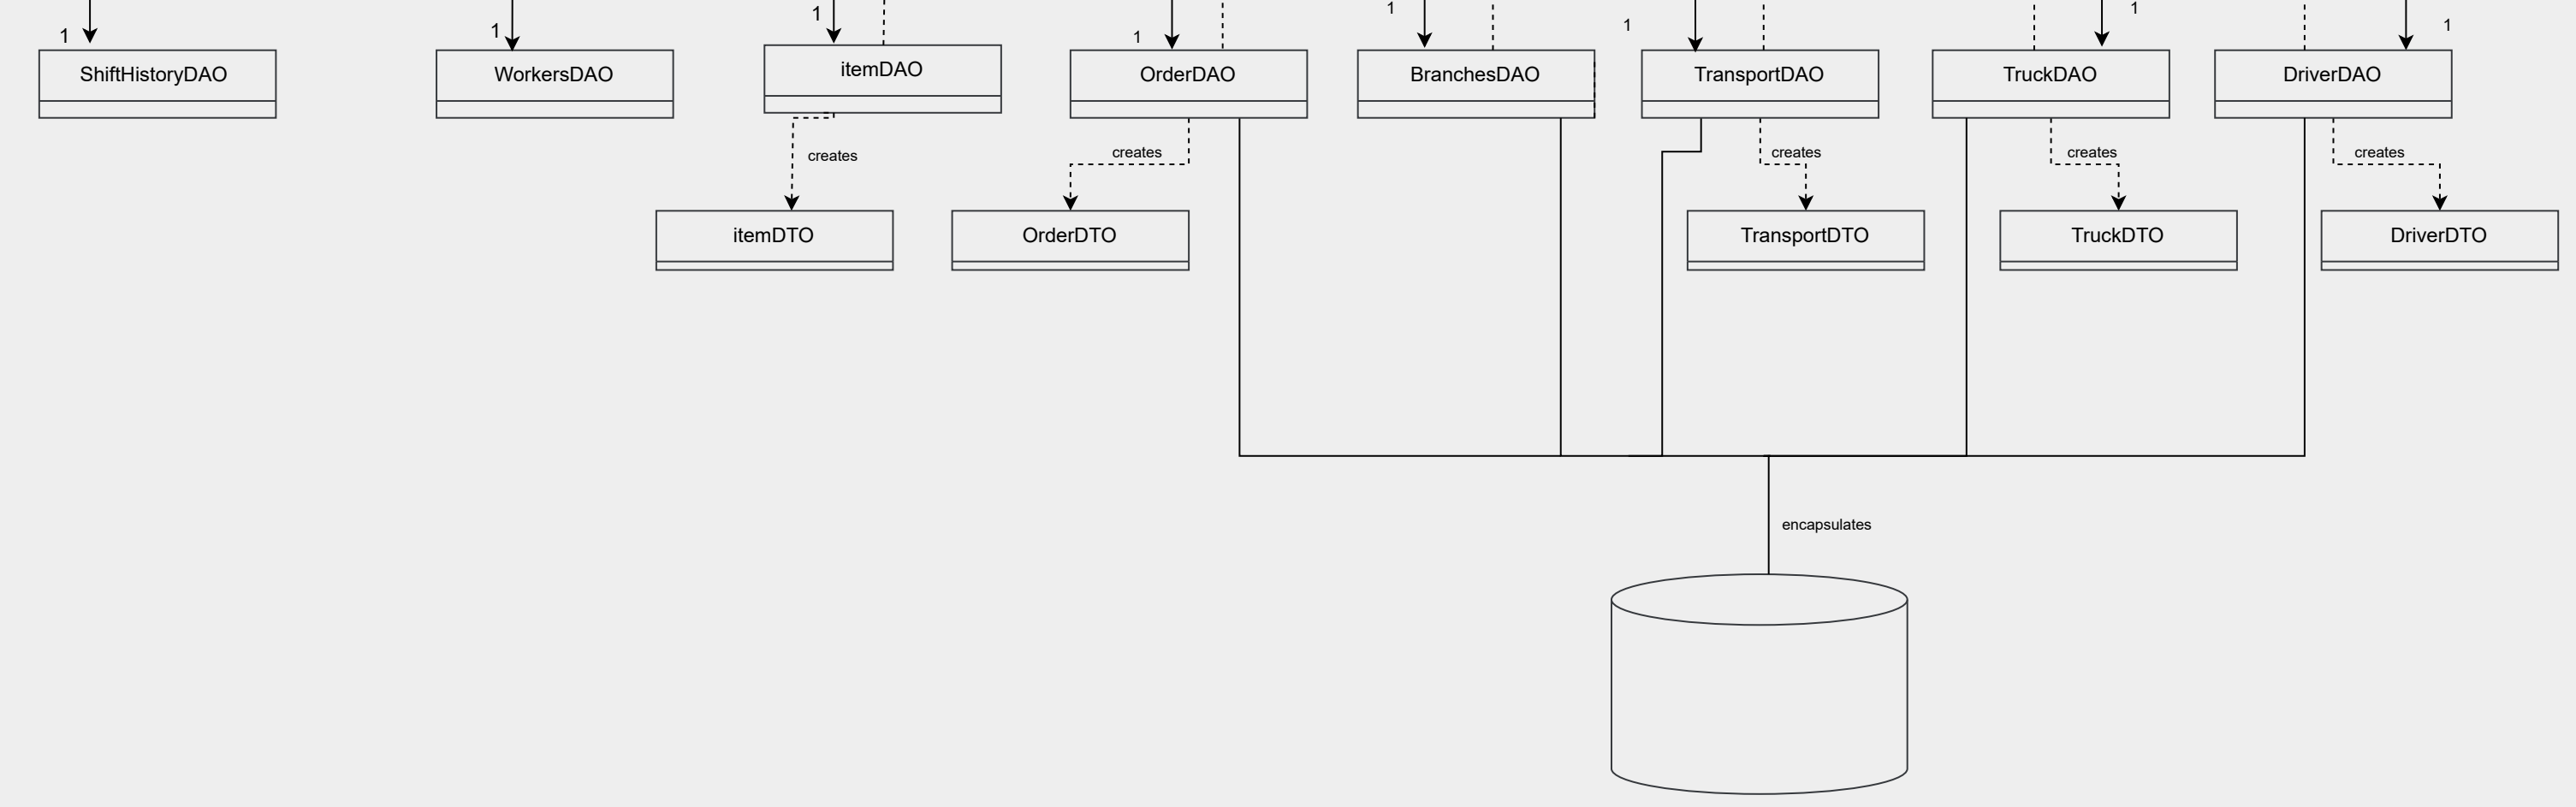 1
1
1
1
1
1
1
1
ShiftHistoryDAO
WorkersDAO
itemDAO
OrderDAO
BranchesDAO
TransportDAO
TruckDAO
DriverDAO
creates
creates
creates
creates
creates
itemDTO
OrderDTO
TransportDTO
TruckDTO
DriverDTO
encapsulates